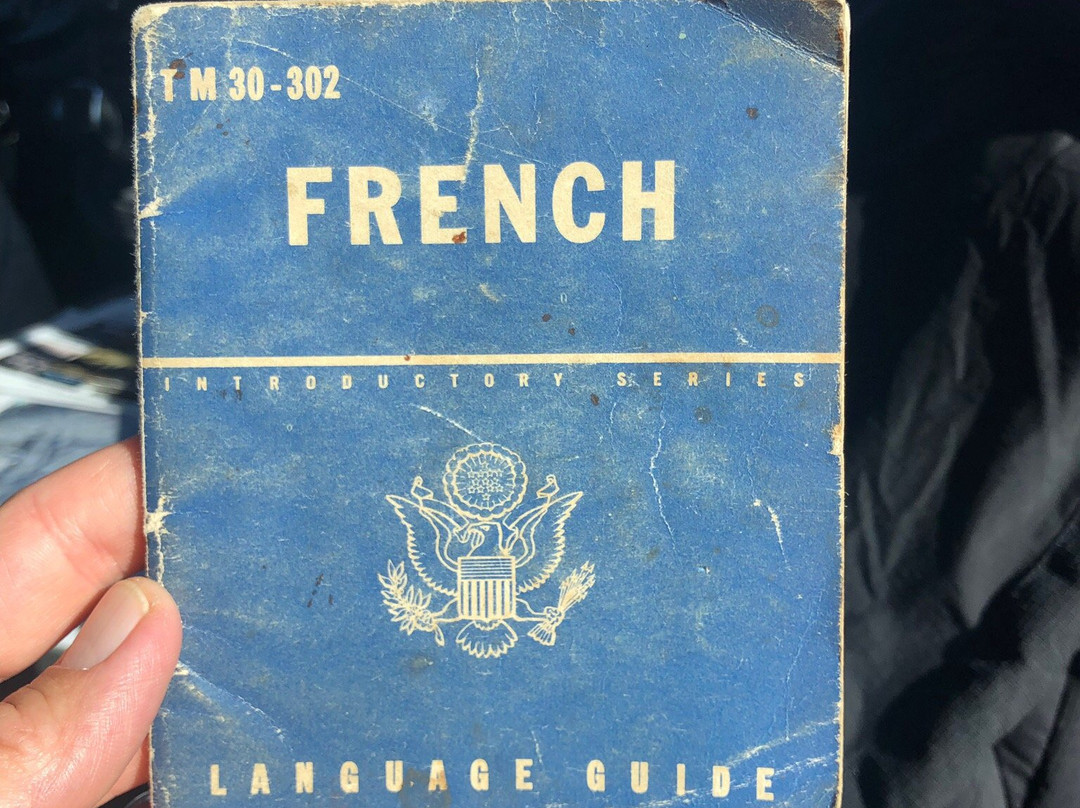 TM 30-302
FRENCH
INTRODUCTORY SERIES
LANGUAGE GUIDE